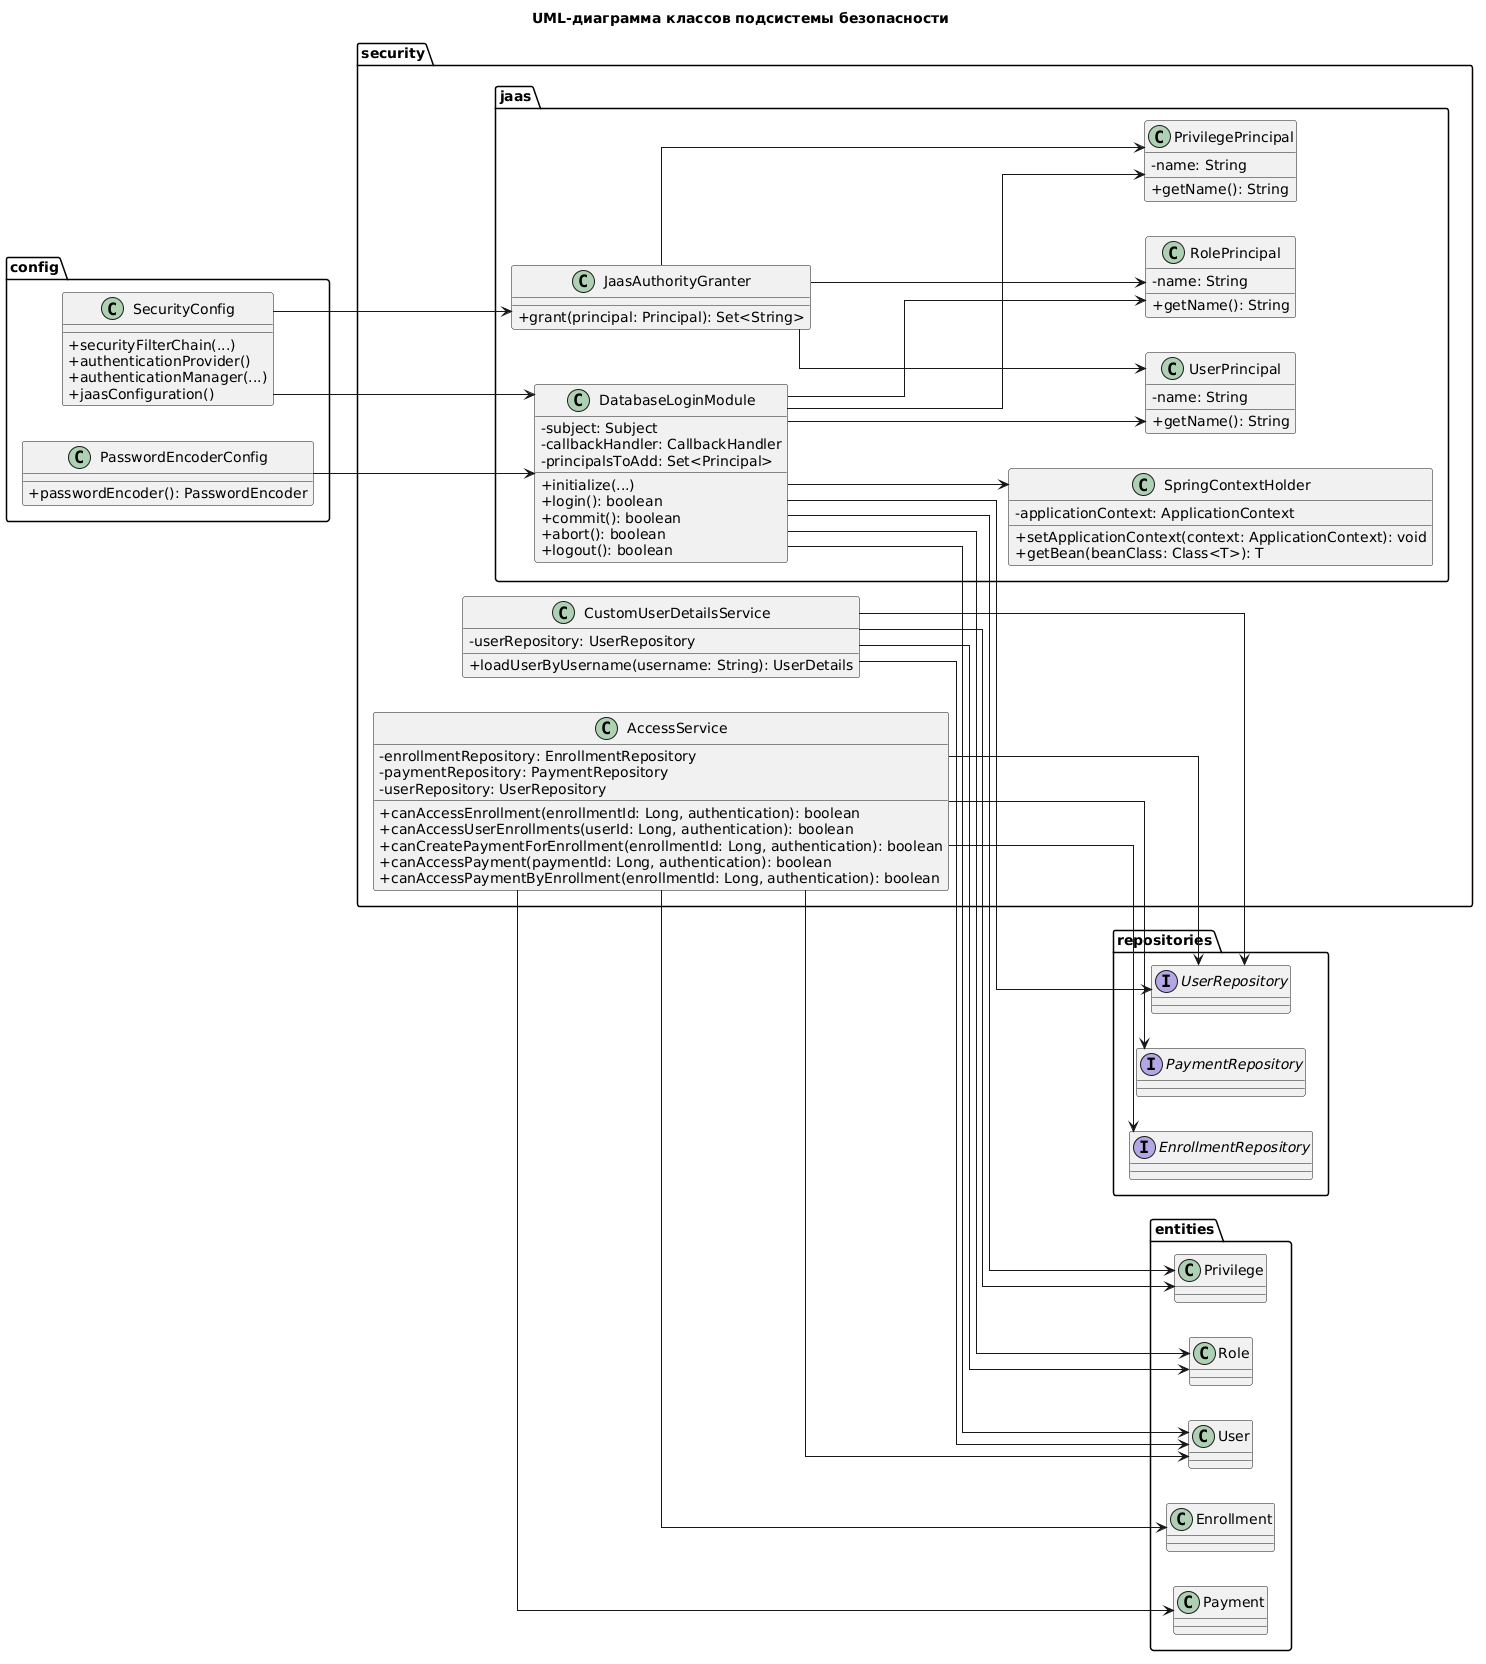 UML-диаграмма классов подсистемы безопасности
security
jaas
PrivilegePrincipal
-name: String
+getName(): String
RolePrincipal
-name: String
+getName(): String
UserPrincipal
-name: String
+getName(): String
JaasAuthorityGranter
+grant(principal: Principal): Set<String>
config
SecurityConfig
+securityFilterChain(...)
+authenticationProvider()
+authenticationManager(...)
+jaasConfiguration()
PasswordEncoderConfig
+passwordEncoder(): PasswordEncoder
DatabaseLoginModule
-subject: Subject
-callbackHandler: CallbackHandler
-principalsToAdd: Set<Principal>
+initialize(...)
+login(): boolean
+commit(): boolean
+abort(): boolean
+logout(): boolean
SpringContextHolder
-applicationContext: ApplicationContext
+setApplicationContext(context: ApplicationContext): void
+getBean(beanClass: Class<T>): T
CustomUserDetailsService
-userRepository: UserRepository
+loadUserByUsername(username: String): UserDetails
AccessService
-enrollmentRepository: EnrollmentRepository
-paymentRepository: PaymentRepository
-userRepository: UserRepository
+canAccessEnrollment(enrollmentId: Long, authentication): boolean
+canAccessUserEnrollments(userId: Long, authentication): boolean
+canCreatePaymentForEnrollment(enrollmentId: Long, authentication): boolean
+canAccessPayment(paymentId: Long, authentication): boolean
+canAccessPaymentByEnrollment(enrollmentId: Long, authentication): boolean
repositories
UserRepository
PaymentRepository
EnrollmentRepository
entities
Privilege
Role
User
Enrollment
Payment